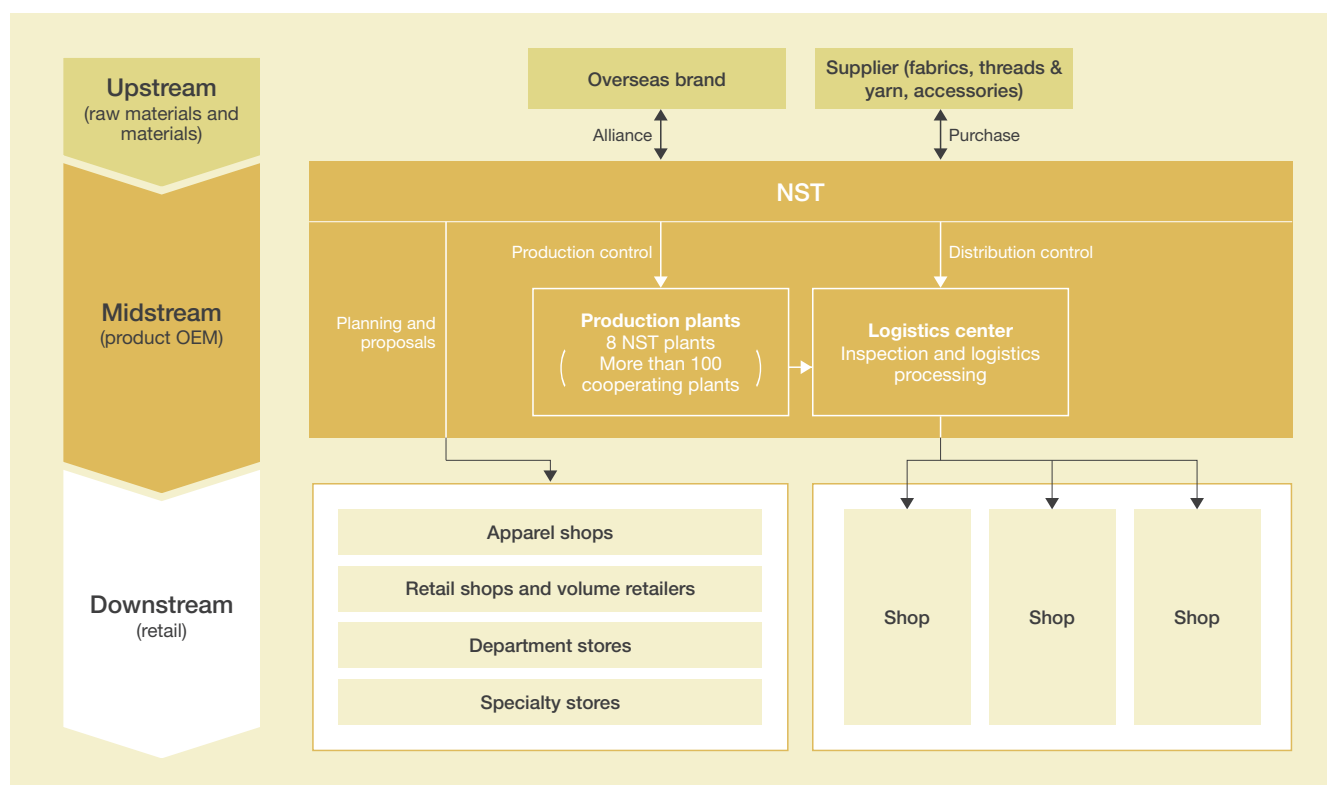 Upstream
(raw materials and
materials)
Overseas brand
Supplier (fabrics, threads &
yarn, accessories)
Alliance
Purchase
NST
Midstream
(product OEM)
Production control
Distribution control
Planning and
proposals
Production plants
8 NST plants
More than 100
cooperating plants
Logistics center
Inspection and logistics
processing
Downstream
(retail)
Apparel shops
Retail shops and volume retailers
Department stores
Specialty stores
Shop
Shop
Shop